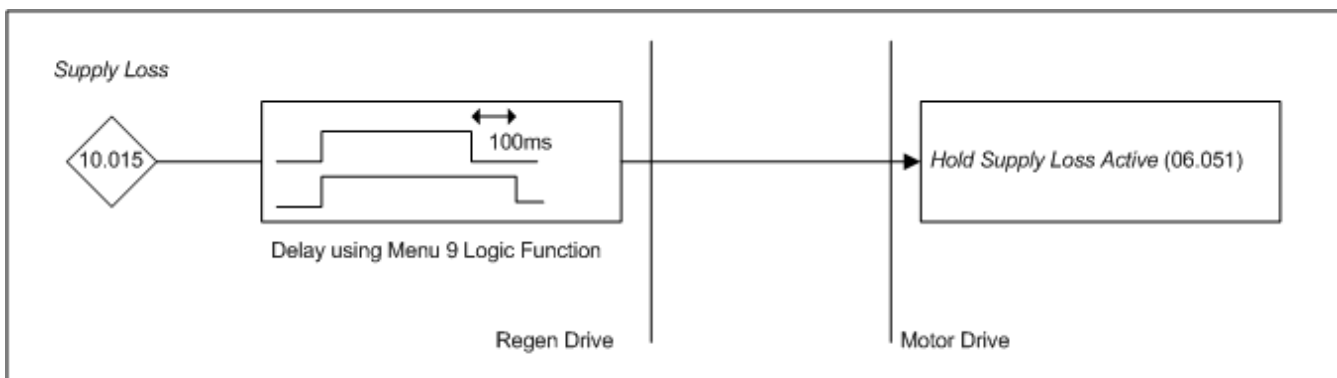 Supply Loss
10.015
100ms
Hold Supply Loss Active (06.051)
Delay using Menu 9 Logic Function
Regen Drive
Motor Drive